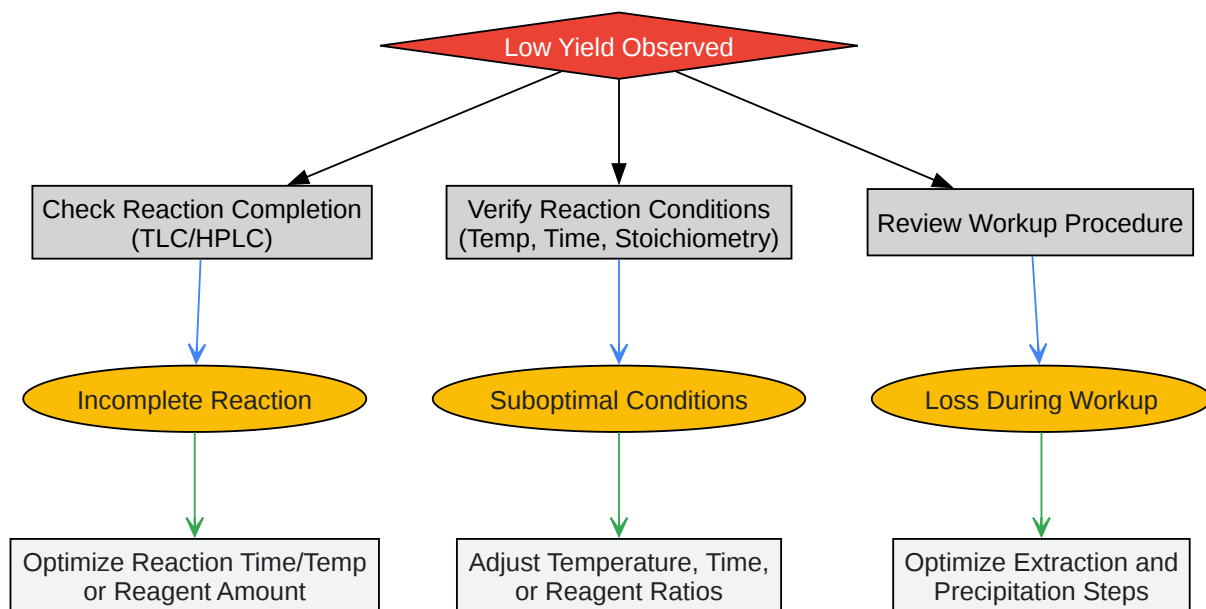 Low Yield Observed
Check Reaction Completion
(TLC/HPLC)
Verify Reaction Conditions
(Temp, Time, Stoichiometry)
Review Workup Procedure
Incomplete Reaction
Suboptimal Conditions
Loss During Workup
Optimize Reaction Time/Temp
or Reagent Amount
Adjust Temperature, Time,
or Reagent Ratios
Optimize Extraction and
Precipitation Steps